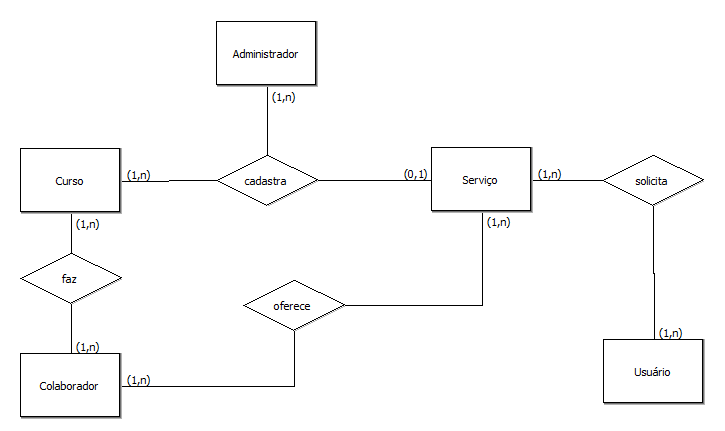 Administrador
(1,n)
Curso
(1,n)
cadastra
(0,1)
Serviço
(1,n)
solicita
(1,n)
(1,n)
faz
oferece
(1,n)
(1,n)
Colaborador
(1,n)
Usuário